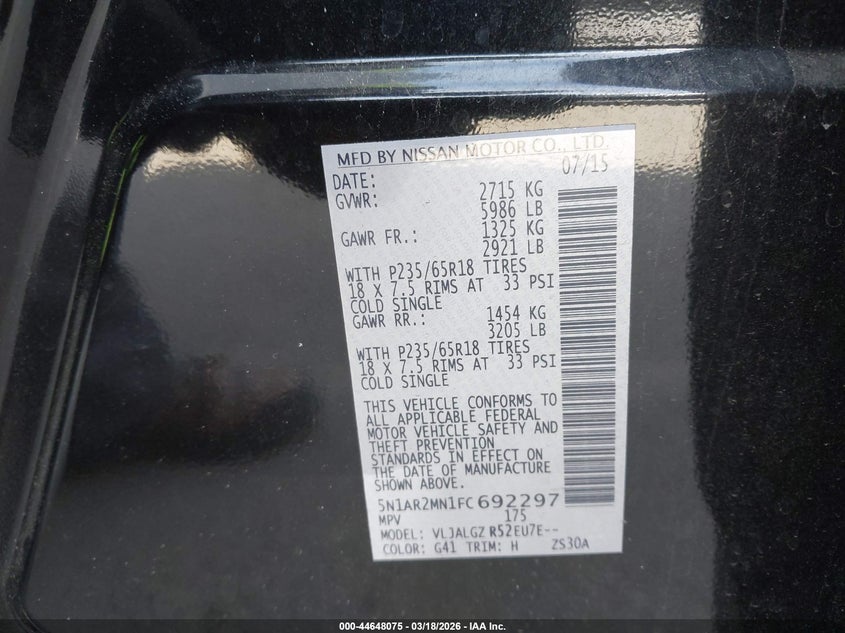 MFD BY NISSAN MOTOR CO., LTD.
DATE: 07/15
GVWR: 2715 KG
5986 LB
GAWR FR.: 1325 KG
2921 LB
WITH P235/65R18 TIRES
18 X 7.5 RIMS AT 33 PSI
COLD SINGLE
GAWR RR.: 1454 KG
3205 LB
WITH P235/65R18 TIRES
18 X 7.5 RIMS AT 33 PSI
COLD SINGLE
THIS VEHICLE CONFORMS TO
ALL APPLICABLE FEDERAL
MOTOR VEHICLE SAFETY AND
THEFT PREVENTION
STANDARDS IN EFFECT ON
THE DATE OF MANUFACTURE
SHOWN ABOVE.
5N1AR2MN1FC692297
MPV 175
MODEL: VLJALGZ R52EU7E--
COLOR: G41 TRIM: H ZS30A
000-44648075 — 03/18/2026 — IAA Inc.